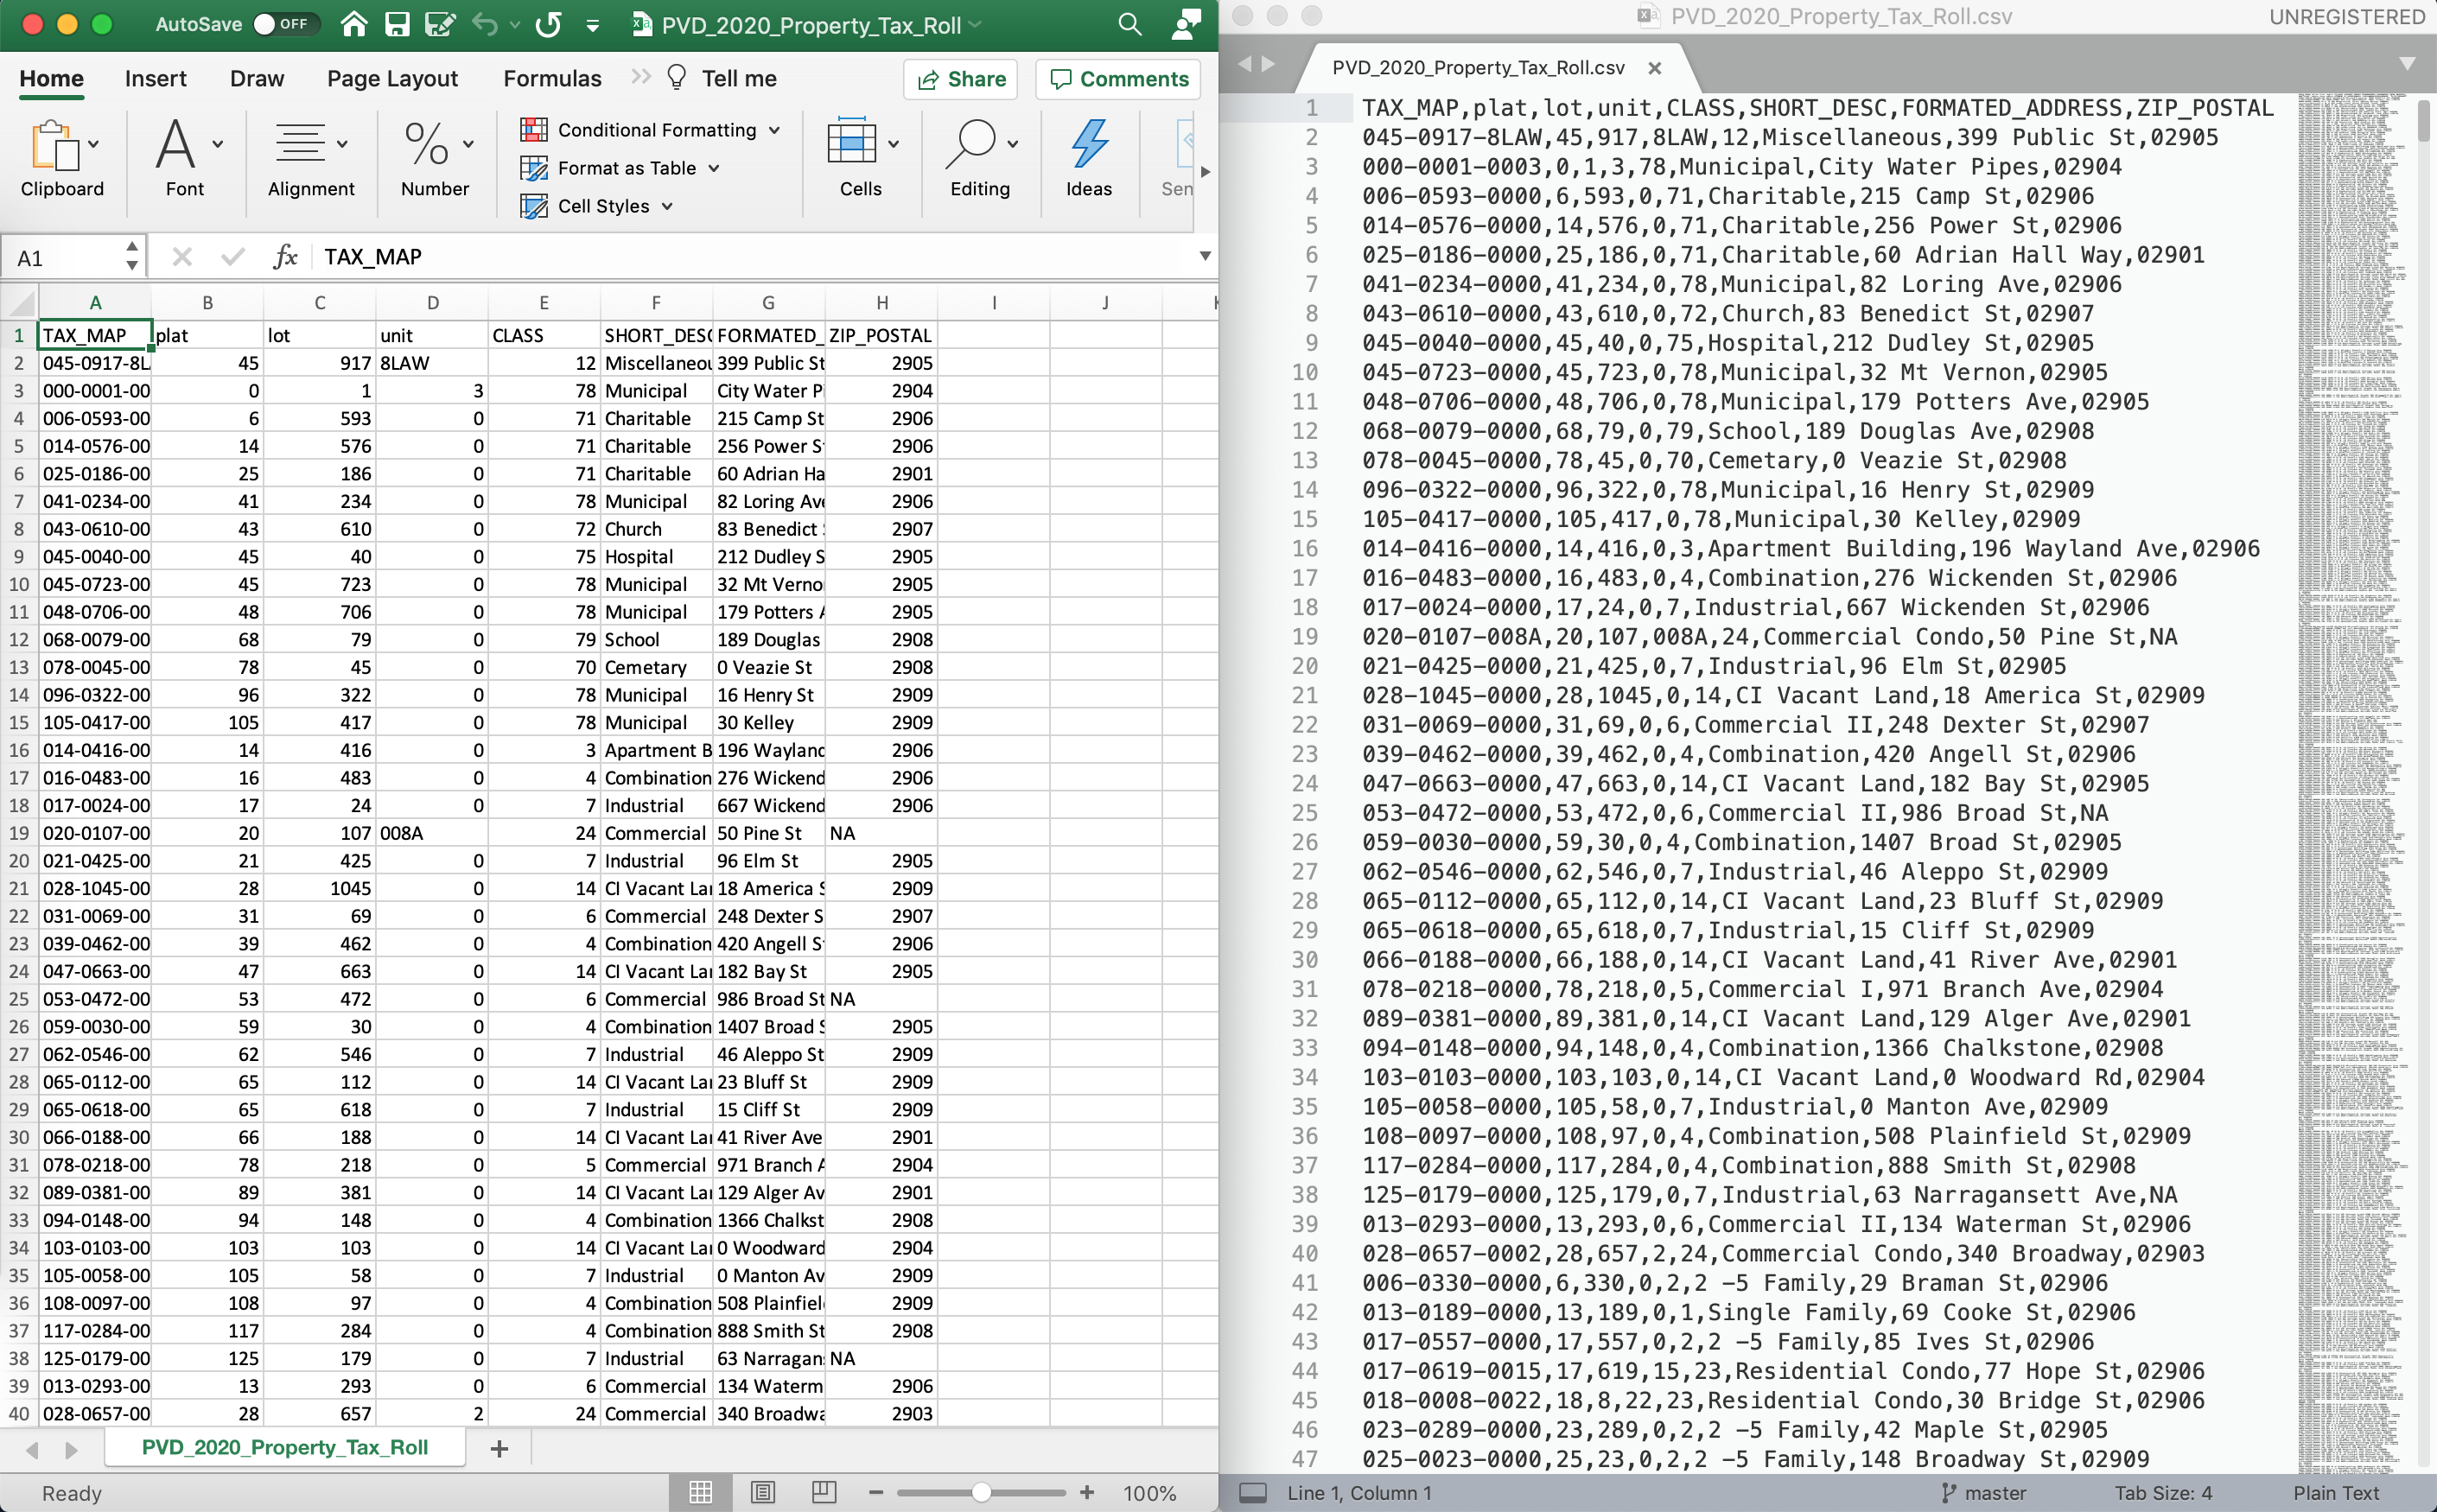 AutoSave OFF PVD_2020_Property_Tax_Roll
Home Insert Draw Page Layout Formulas Tell me Share Comments
Clipboard Font Alignment Number Conditional Formatting Format as Table Cell Styles Cells Editing Ideas Sen
A1 fx TAX_MAP
A B C D E F G H I J K
1 TAX_MAP plat lot unit CLASS SHORT_DESC FORMATED_ ZIP_POSTAL
2 045-0917-8L 45 917 8LAW 12 Miscellaneou 399 Public St 2905
3 000-0001-00 0 1 3 78 Municipal City Water P 2904
4 006-0593-00 6 593 0 71 Charitable 215 Camp St 2906
5 014-0576-00 14 576 0 71 Charitable 256 Power S 2906
6 025-0186-00 25 186 0 71 Charitable 60 Adrian Ha 2901
7 041-0234-00 41 234 0 78 Municipal 82 Loring Av 2906
8 043-0610-00 43 610 0 72 Church 83 Benedict 2907
9 045-0040-00 45 40 0 75 Hospital 212 Dudley S 2905
10 045-0723-00 45 723 0 78 Municipal 32 Mt Verno 2905
11 048-0706-00 48 706 0 78 Municipal 179 Potters A 2905
12 068-0079-00 68 79 0 79 School 189 Douglas 2908
13 078-0045-00 78 45 0 70 Cemetary 0 Veazie St 2908
14 096-0322-00 96 322 0 78 Municipal 16 Henry St 2909
15 105-0417-00 105 417 0 78 Municipal 30 Kelley 2909
16 014-0416-00 14 416 0 3 Apartment B 196 Wayland 2906
17 016-0483-00 16 483 0 4 Combination 276 Wickend 2906
18 017-0024-00 17 24 0 7 Industrial 667 Wickend 2906
19 020-0107-00 20 107 008A 24 Commercial 50 Pine St NA
20 021-0425-00 21 425 0 7 Industrial 96 Elm St 2905
21 028-1045-00 28 1045 0 14 CI Vacant Lan 18 America S 2909
22 031-0069-00 31 69 0 6 Commercial 248 Dexter S 2907
23 039-0462-00 39 462 0 4 Combination 420 Angell S 2906
24 047-0663-00 47 663 0 14 CI Vacant Lan 182 Bay St 2905
25 053-0472-00 53 472 0 6 Commercial 986 Broad St NA
26 059-0030-00 59 30 0 4 Combination 1407 Broad S 2905
27 062-0546-00 62 546 0 7 Industrial 46 Aleppo St 2909
28 065-0112-00 65 112 0 14 CI Vacant Lan 23 Bluff St 2909
29 065-0618-00 65 618 0 7 Industrial 15 Cliff St 2909
30 066-0188-00 66 188 0 14 CI Vacant Lan 41 River Ave 2901
31 078-0218-00 78 218 0 5 Commercial 971 Branch A 2904
32 089-0381-00 89 381 0 14 CI Vacant Lan 129 Alger Av 2901
33 094-0148-00 94 148 0 4 Combination 1366 Chalkst 2908
34 103-0103-00 103 103 0 14 CI Vacant Lan 0 Woodward 2904
35 105-0058-00 105 58 0 7 Industrial 0 Manton Av 2909
36 108-0097-00 108 97 0 4 Combination 508 Plainfiel 2909
37 117-0284-00 117 284 0 4 Combination 888 Smith St 2908
38 125-0179-00 125 179 0 7 Industrial 63 Narragan NA
39 013-0293-00 13 293 0 6 Commercial 134 Waterm 2906
40 028-0657-00 28 657 2 24 Commercial 340 Broadwa 2903
PVD_2020_Property_Tax_Roll
Ready 100%
PVD_2020_Property_Tax_Roll.csv UNREGISTERED
PVD_2020_Property_Tax_Roll.csv
1 TAX_MAP,plat,lot,unit,CLASS,SHORT_DESC,FORMATED_ADDRESS,ZIP_POSTAL
2 045-0917-8LAW,45,917,8LAW,12,Miscellaneous,399 Public St,02905
3 000-0001-0003,0,1,3,78,Municipal,City Water Pipes,02904
4 006-0593-0000,6,593,0,71,Charitable,215 Camp St,02906
5 014-0576-0000,14,576,0,71,Charitable,256 Power St,02906
6 025-0186-0000,25,186,0,71,Charitable,60 Adrian Hall Way,02901
7 041-0234-0000,41,234,0,78,Municipal,82 Loring Ave,02906
8 043-0610-0000,43,610,0,72,Church,83 Benedict St,02907
9 045-0040-0000,45,40,0,75,Hospital,212 Dudley St,02905
10 045-0723-0000,45,723,0,78,Municipal,32 Mt Vernon,02905
11 048-0706-0000,48,706,0,78,Municipal,179 Potters Ave,02905
12 068-0079-0000,68,79,0,79,School,189 Douglas Ave,02908
13 078-0045-0000,78,45,0,70,Cemetary,0 Veazie St,02908
14 096-0322-0000,96,322,0,78,Municipal,16 Henry St,02909
15 105-0417-0000,105,417,0,78,Municipal,30 Kelley,02909
16 014-0416-0000,14,416,0,3,Apartment Building,196 Wayland Ave,02906
17 016-0483-0000,16,483,0,4,Combination,276 Wickenden St,02906
18 017-0024-0000,17,24,0,7,Industrial,667 Wickenden St,02906
19 020-0107-008A,20,107,008A,24,Commercial Condo,50 Pine St,NA
20 021-0425-0000,21,425,0,7,Industrial,96 Elm St,02905
21 028-1045-0000,28,1045,0,14,CI Vacant Land,18 America St,02909
22 031-0069-0000,31,69,0,6,Commercial II,248 Dexter St,02907
23 039-0462-0000,39,462,0,4,Combination,420 Angell St,02906
24 047-0663-0000,47,663,0,14,CI Vacant Land,182 Bay St,02905
25 053-0472-0000,53,472,0,6,Commercial II,986 Broad St,NA
26 059-0030-0000,59,30,0,4,Combination,1407 Broad St,02905
27 062-0546-0000,62,546,0,7,Industrial,46 Aleppo St,02909
28 065-0112-0000,65,112,0,14,CI Vacant Land,23 Bluff St,02909
29 065-0618-0000,65,618,0,7,Industrial,15 Cliff St,02909
30 066-0188-0000,66,188,0,14,CI Vacant Land,41 River Ave,02901
31 078-0218-0000,78,218,0,5,Commercial I,971 Branch Ave,02904
32 089-0381-0000,89,381,0,14,CI Vacant Land,129 Alger Ave,02901
33 094-0148-0000,94,148,0,4,Combination,1366 Chalkstone,02908
34 103-0103-0000,103,103,0,14,CI Vacant Land,0 Woodward Rd,02904
35 105-0058-0000,105,58,0,7,Industrial,0 Manton Ave,02909
36 108-0097-0000,108,97,0,4,Combination,508 Plainfield St,02909
37 117-0284-0000,117,284,0,4,Combination,888 Smith St,02908
38 125-0179-0000,125,179,0,7,Industrial,63 Narragansett Ave,NA
39 013-0293-0000,13,293,0,6,Commercial II,134 Waterman St,02906
40 028-0657-0002,28,657,2,24,Commercial Condo,340 Broadway,02903
41 006-0330-0000,6,330,0,2,2 -5 Family,29 Braman St,02906
42 013-0189-0000,13,189,0,1,Single Family,69 Cooke St,02906
43 017-0557-0000,17,557,0,2,2 -5 Family,85 Ives St,02906
44 017-0619-0015,17,619,15,23,Residential Condo,77 Hope St,02906
45 018-0008-0022,18,8,22,23,Residential Condo,30 Bridge St,02906
46 023-0289-0000,23,289,0,2,2 -5 Family,42 Maple St,02905
47 025-0023-0000,25,23,0,2,2 -5 Family,148 Broadway St,02909
Line 1, Column 1 master Tab Size: 4 Plain Text